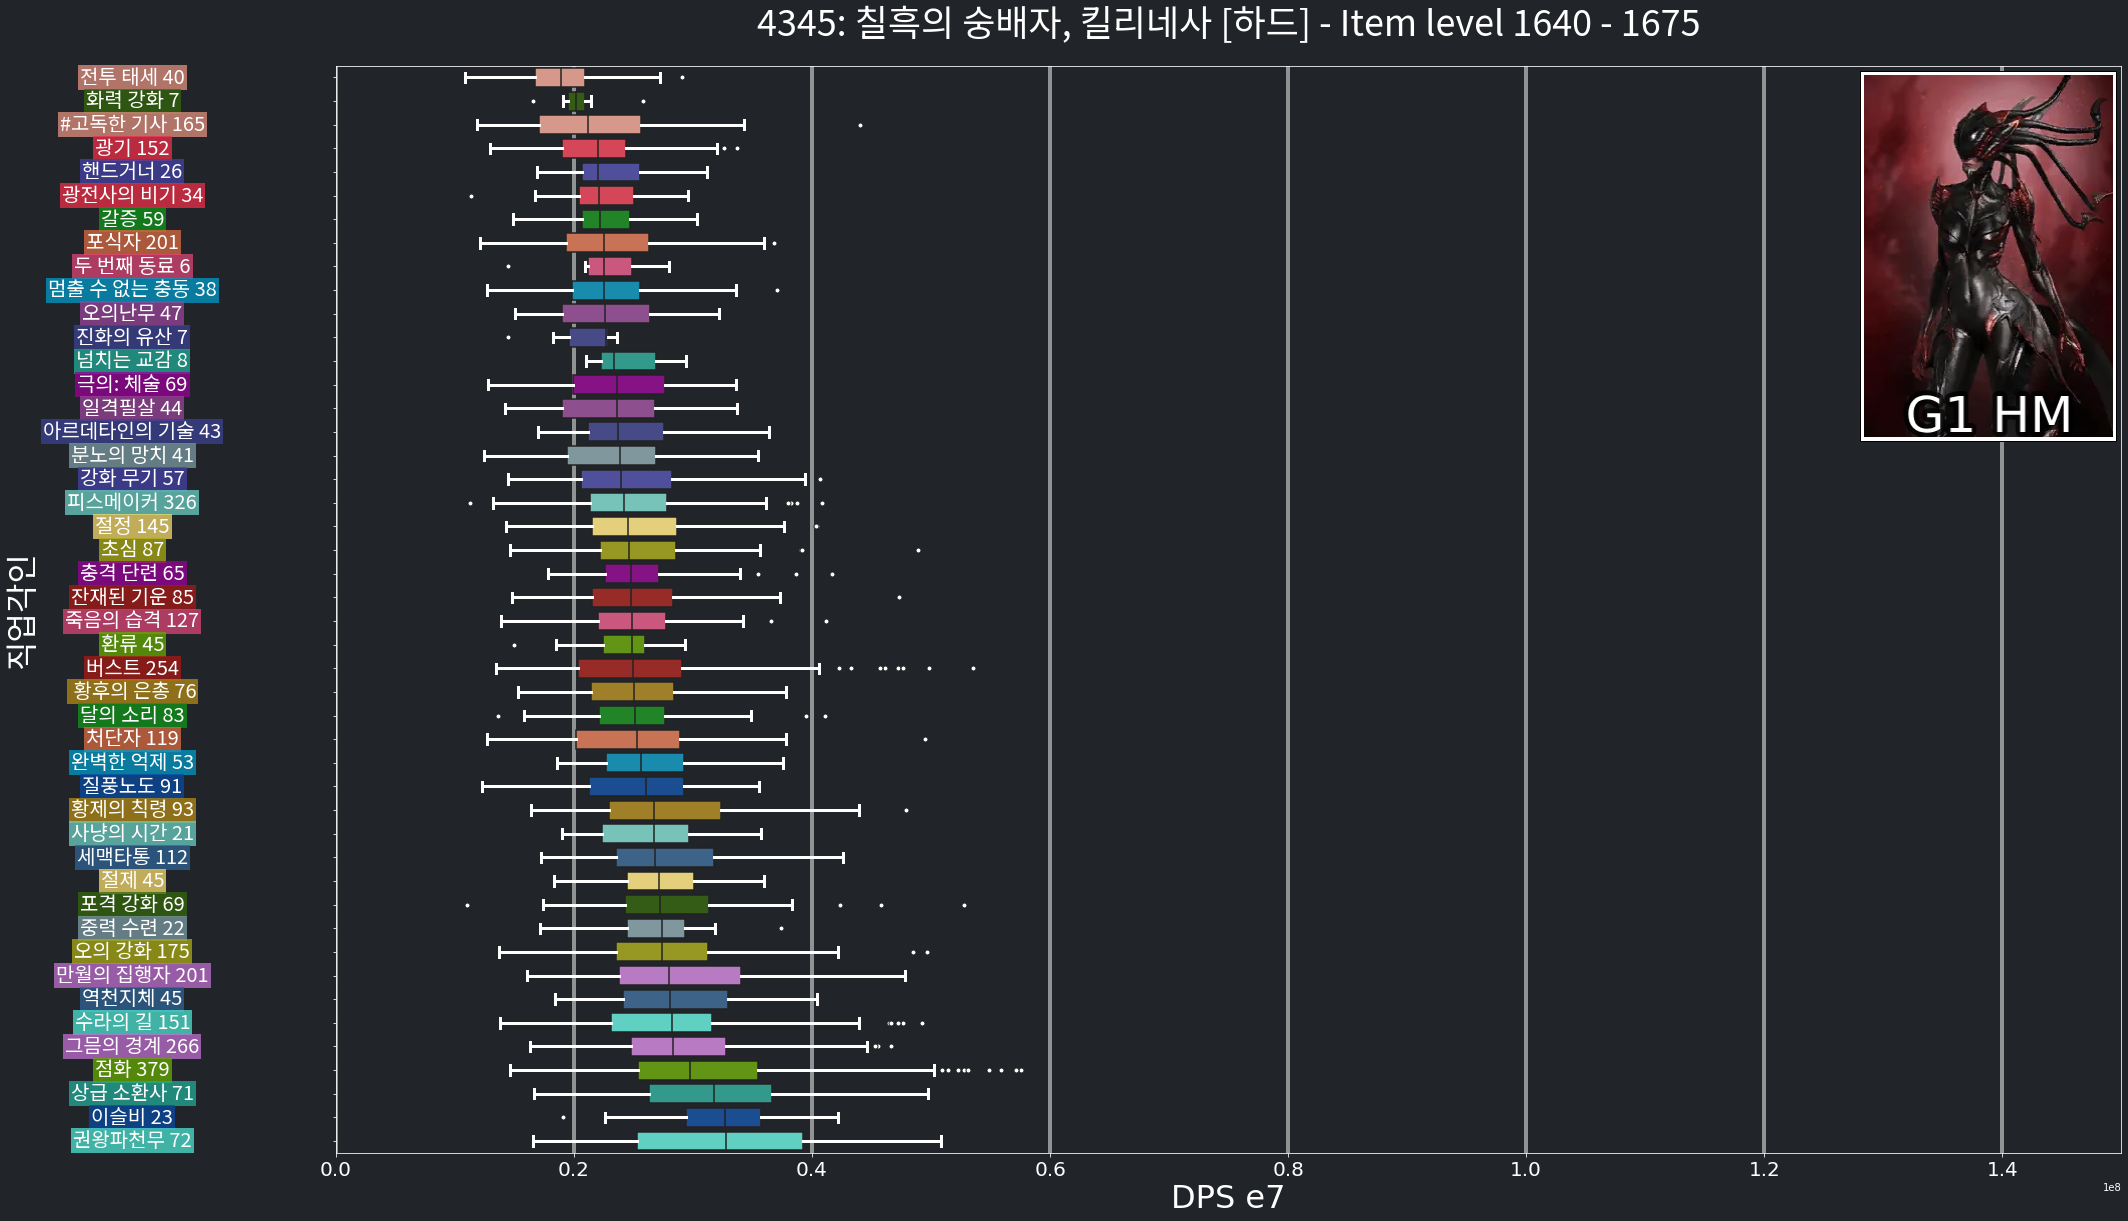 4345: 칠흑의 숭배자, 킬리네사 [하드] - Item level 1640 - 1675
전투 태세 40
화력 강화 7
#고독한 기사 165
광기 152
핸드거너 26
광전사의 비기 34
갈증 59
포식자 201
두 번째 동료 6
멈출 수 없는 충동 38
오의난무 47
진화의 유산 7
넘치는 교감 8
극의: 체술 69
일격필살 44
아르데타인의 기술 43
분노의 망치 41
강화 무기 57
피스메이커 326
절정 145
초심 87
충격 단련 65
잔재된 기운 85
죽음의 습격 127
환류 45
버스트 254
황후의 은총 76
달의 소리 83
처단자 119
완벽한 억제 53
질풍노도 91
황제의 칙령 93
사냥의 시간 21
세맥타통 112
절제 45
포격 강화 69
중력 수련 22
오의 강화 175
만월의 집행자 201
역천지체 45
수라의 길 151
그믐의 경계 266
점화 379
상급 소환사 71
이슬비 23
권왕파천무 72
직업각인
G1 HM
0.0 0.2 0.4 0.6 0.8 1.0 1.2 1.4
1e8
DPS e7